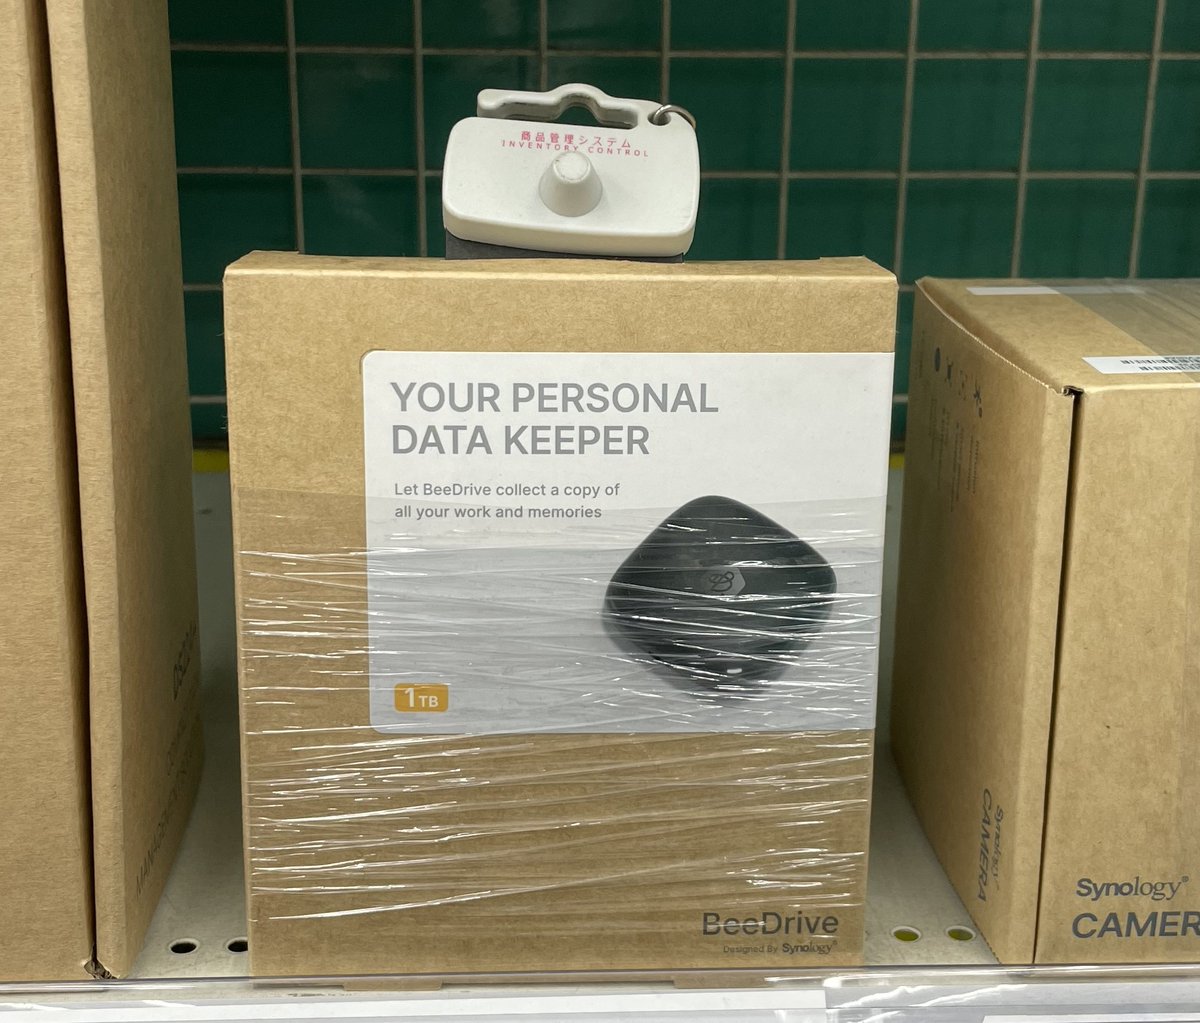 商品管理システム
INVENTORY CONTROL
YOUR PERSONAL
DATA KEEPER
Let BeeDrive collect a copy of
all your work and memories
1TB
BeeDrive
Designed By Synology®
Synology®
CAMERA
Synology®
CAMER